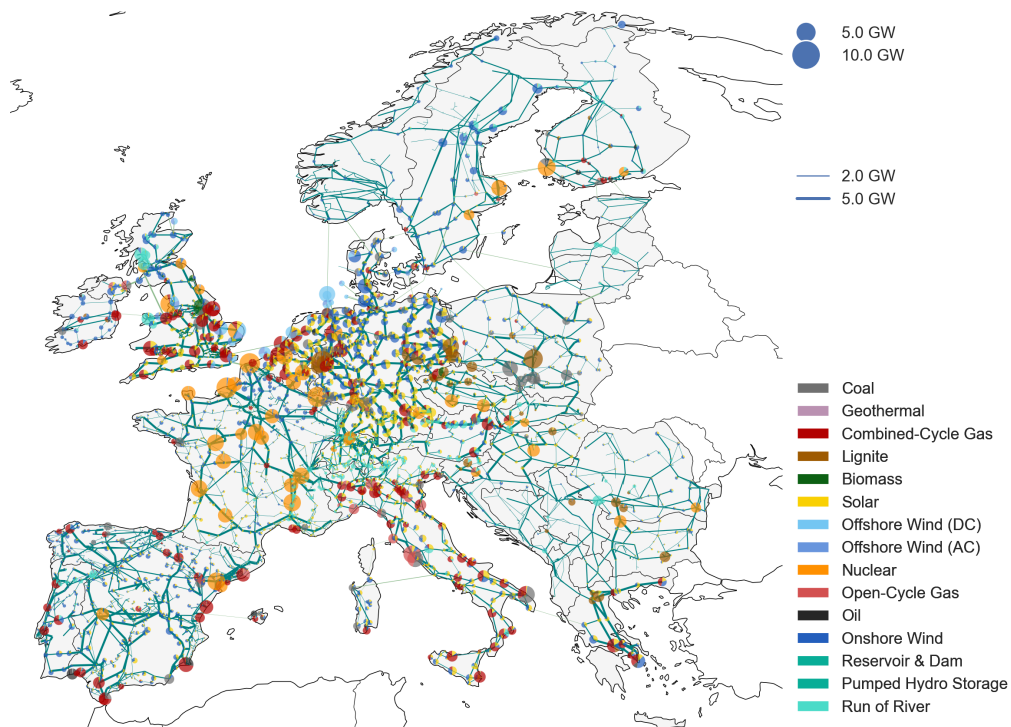 5.0 GW
10.0 GW
2.0 GW
5.0 GW
Coal
Geothermal
Combined-Cycle Gas
Lignite
Biomass
Solar
Offshore Wind (DC)
Offshore Wind (AC)
Nuclear
Open-Cycle Gas
Oil
Onshore Wind
Reservoir & Dam
Pumped Hydro Storage
Run of River